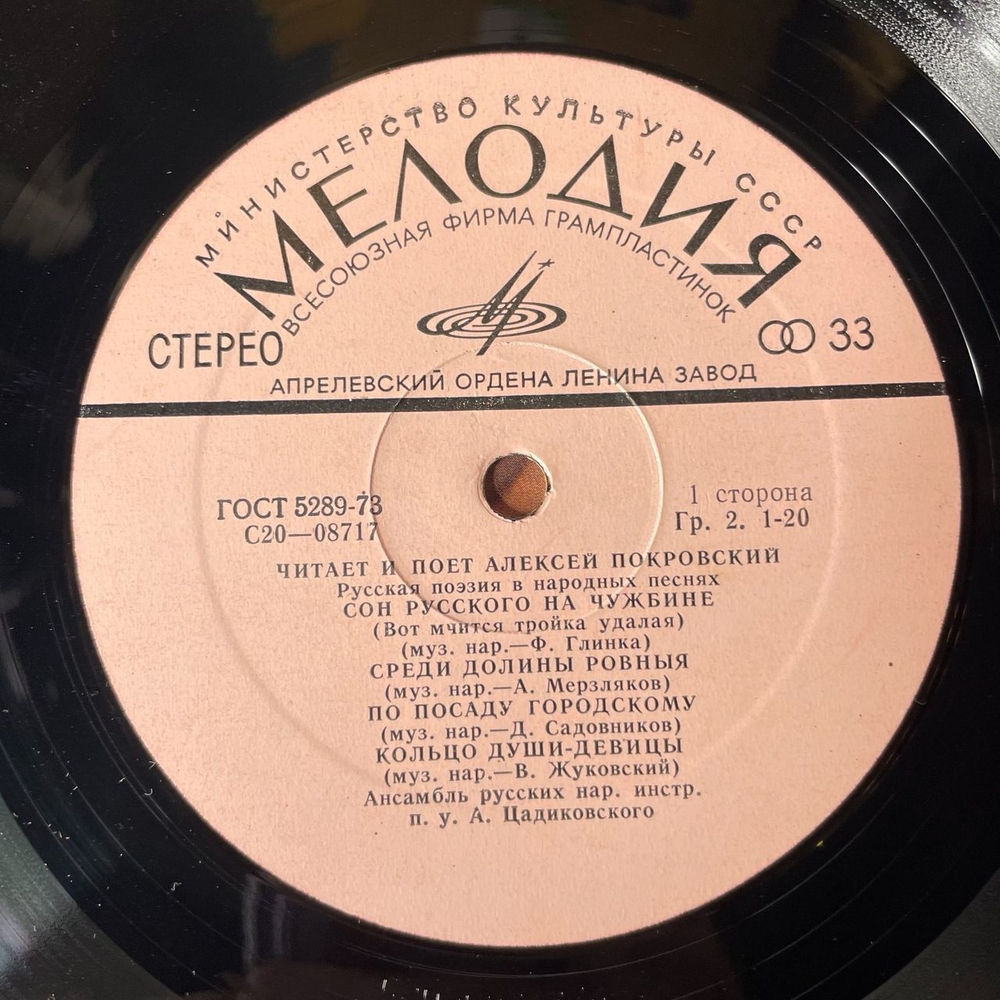 МИНИСТЕРСТВО КУЛЬТУРЫ СССР
МЕЛОДИЯ
ВСЕСОЮЗНАЯ ФИРМА ГРАМПЛАСТИНОК
СТЕРЕО
33
АПРЕЛЕВСКИЙ ОРДЕНА ЛЕНИНА ЗАВОД
ГОСТ 5289-73
С20—08717
1 сторона
Гр. 2. 1-20
ЧИТАЕТ И ПОЕТ АЛЕКСЕЙ ПОКРОВСКИЙ
Русская поэзия в народных песнях
СОН РУССКОГО НА ЧУЖБИНЕ
(Вот мчится тройка удалая)
(муз. нар.—Ф. Глинка)
СРЕДИ ДОЛИНЫ РОВНЫЯ
(муз. нар.—А. Мерзляков)
ПО ПОСАДУ ГОРОДСКОМУ
(муз. нар.—Д. Садовников)
КОЛЬЦО ДУШИ-ДЕВИЦЫ
(муз. нар.—В. Жуковский)
Ансамбль русских нар. инстр.
п. у. А. Цадиковского